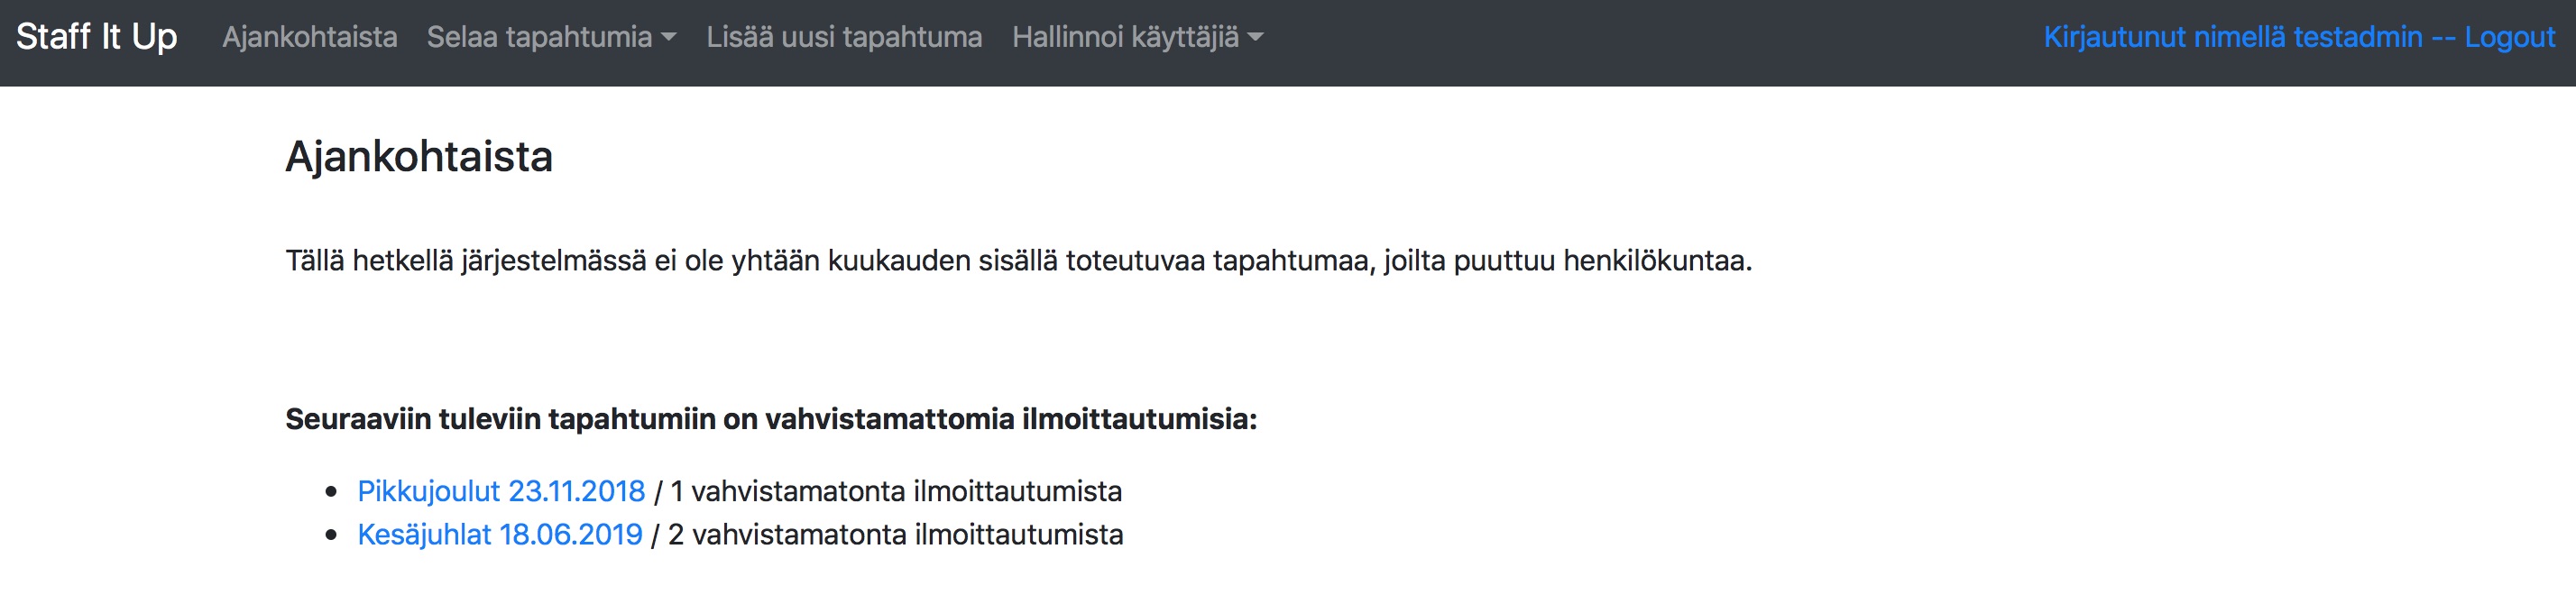 Staff It Up Ajankohtaista Selaa tapahtumia Lisää uusi tapahtuma Hallinnoi käyttäjiä Kirjautunut nimellä testadmin -- Logout
Ajankohtaista
Tällä hetkellä järjestelmässä ei ole yhtään kuukauden sisällä toteutuvaa tapahtumaa, joilta puuttuu henkilökuntaa.
Seuraaviin tuleviin tapahtumiin on vahvistamattomia ilmoittautumisia:
• Pikkujoulut 23.11.2018 / 1 vahvistamatonta ilmoittautumista
• Kesäjuhlat 18.06.2019 / 2 vahvistamatonta ilmoittautumista